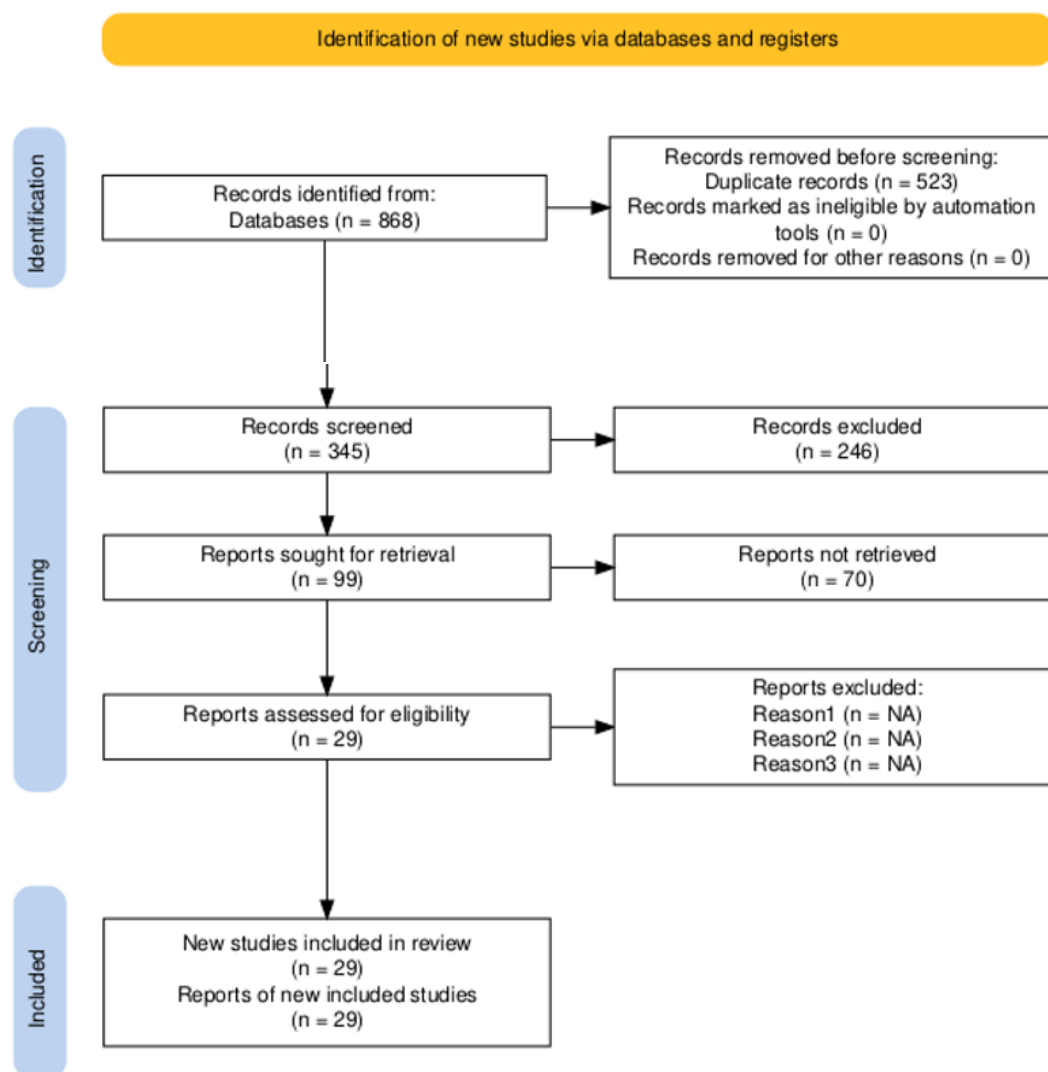 Identification of new studies via databases and registers
Identification
Records identified from:
Databases (n = 868)
Records removed before screening:
Duplicate records (n = 523)
Records marked as ineligible by automation
tools (n = 0)
Records removed for other reasons (n = 0)
Screening
Records screened
(n = 345)
Records excluded
(n = 246)
Reports sought for retrieval
(n = 99)
Reports not retrieved
(n = 70)
Reports assessed for eligibility
(n = 29)
Reports excluded:
Reason1 (n = NA)
Reason2 (n = NA)
Reason3 (n = NA)
Included
New studies included in review
(n = 29)
Reports of new included studies
(n = 29)